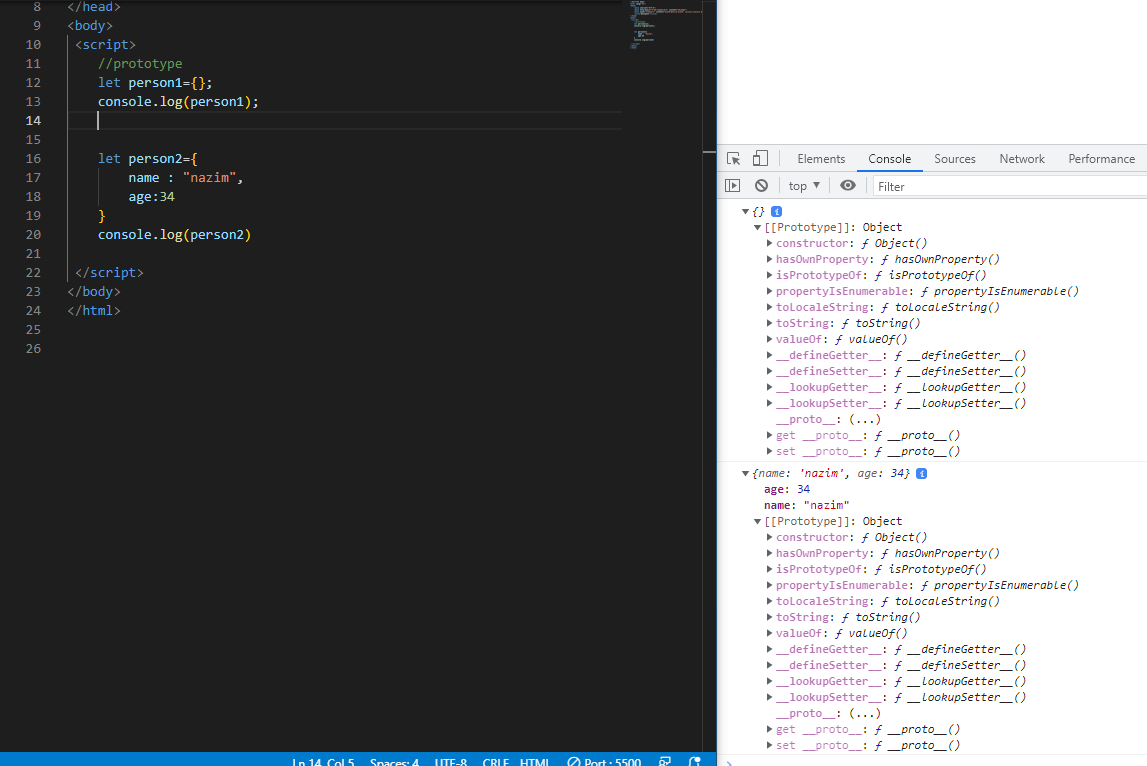 8 </head>
9 <body>
10 <script>
11 //prototype
12 let person1={};
13 console.log(person1);
14
15
16 let person2={
17 name : "nazim",
18 age:34
19 }
20 console.log(person2)
21
22 </script>
23 </body>
24 </html>
25
26
Ln 14, Col 5 Spaces: 4 UTF-8 CRLF HTML Port : 5500
Elements Console Sources Network Performance
top ▼ Filter
▼{} i
▼[[Prototype]]: Object
▶constructor: ƒ Object()
▶hasOwnProperty: ƒ hasOwnProperty()
▶isPrototypeOf: ƒ isPrototypeOf()
▶propertyIsEnumerable: ƒ propertyIsEnumerable()
▶toLocaleString: ƒ toLocaleString()
▶toString: ƒ toString()
▶valueOf: ƒ valueOf()
▶__defineGetter__: ƒ __defineGetter__()
▶__defineSetter__: ƒ __defineSetter__()
▶__lookupGetter__: ƒ __lookupGetter__()
▶__lookupSetter__: ƒ __lookupSetter__()
__proto__: (...)
▶get __proto__: ƒ __proto__()
▶set __proto__: ƒ __proto__()
▼{name: 'nazim', age: 34} i
age: 34
name: "nazim"
▼[[Prototype]]: Object
▶constructor: ƒ Object()
▶hasOwnProperty: ƒ hasOwnProperty()
▶isPrototypeOf: ƒ isPrototypeOf()
▶propertyIsEnumerable: ƒ propertyIsEnumerable()
▶toLocaleString: ƒ toLocaleString()
▶toString: ƒ toString()
▶valueOf: ƒ valueOf()
▶__defineGetter__: ƒ __defineGetter__()
▶__defineSetter__: ƒ __defineSetter__()
▶__lookupGetter__: ƒ __lookupGetter__()
▶__lookupSetter__: ƒ __lookupSetter__()
__proto__: (...)
▶get __proto__: ƒ __proto__()
▶set __proto__: ƒ __proto__()